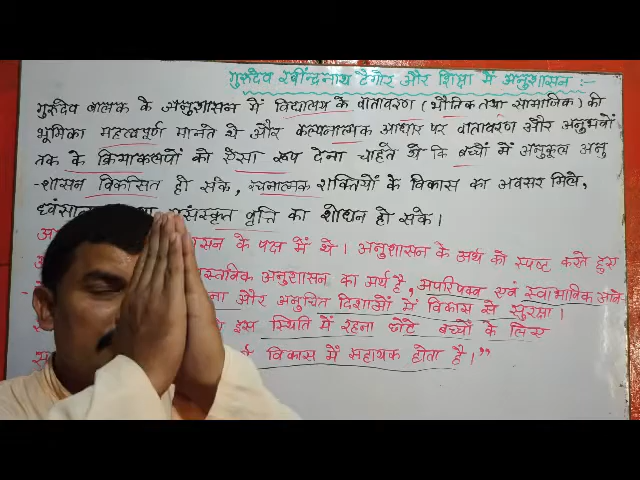 गुरुदेव रवींद्रनाथ टैगोर और शिक्षा में अनुशासन :-
गुरुदेव बालक के अनुशासन में विद्यालय के वातावरण (भौतिक तथा सामाजिक) की
भूमिका महत्वपूर्ण मानते थे और कल्पनात्मक आधार पर वातावरण और अनुभवों
तक के क्रियाकलापों को ऐसा रूप देना चाहते थे कि बच्चों में अनुकूल अनु
-शासन विकसित हो सके, रचनात्मक शक्तियों के विकास का अवसर मिले,
वृत्ति का शोधन हो सके।
के पक्ष में थे। अनुशासन के अर्थ को स्पष्ट करते हुए
अनुशासन का अर्थ है, अपरिपक्व एवं स्वाभाविक
और अनुचित दिशाओं में विकास से सुरक्षा।
इस स्थिति में रहना छोटे बच्चों के लिए
विकास में सहायक होता है।”